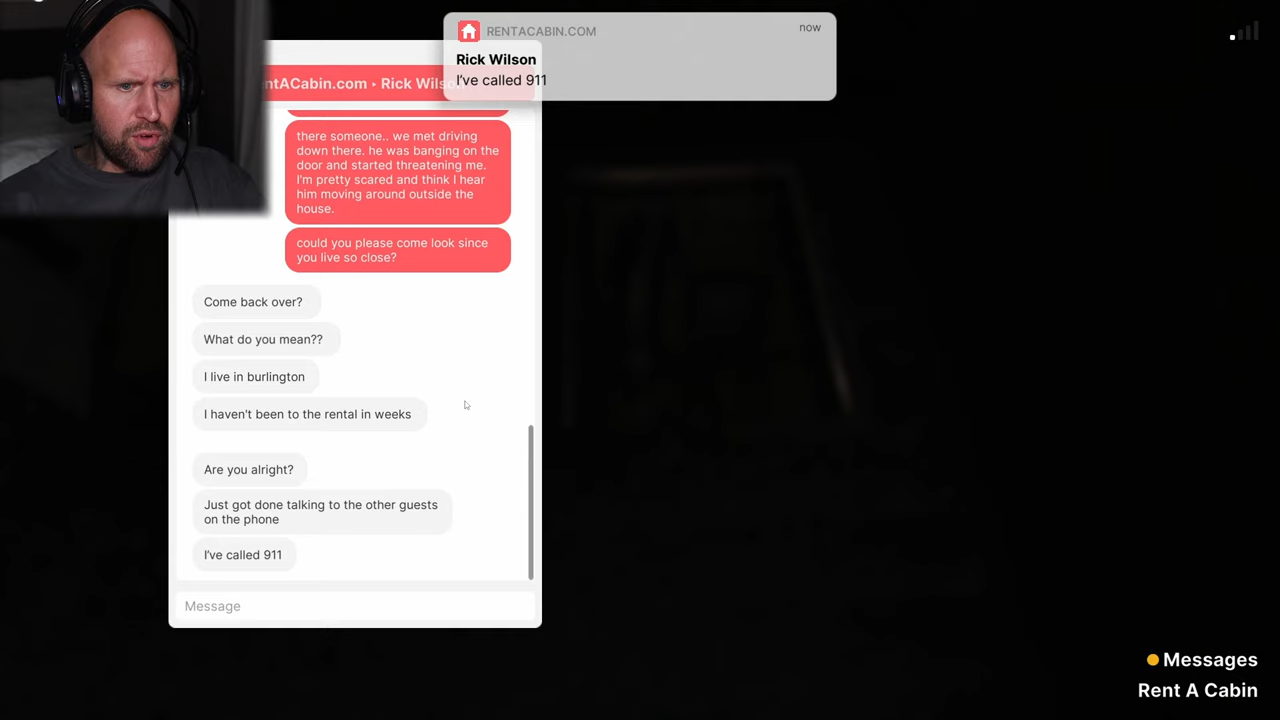 RENTACABIN.COM
now
Rick Wilson
I've called 911
ntACabin.com ▸ Rick Wilso
there someone.. we met driving
down there. he was banging on the
door and started threatening me.
I'm pretty scared and think I hear
him moving around outside the
house.
could you please come look since
you live so close?
Come back over?
What do you mean??
I live in burlington
I haven't been to the rental in weeks
Are you alright?
Just got done talking to the other guests
on the phone
I've called 911
Message
Messages
Rent A Cabin